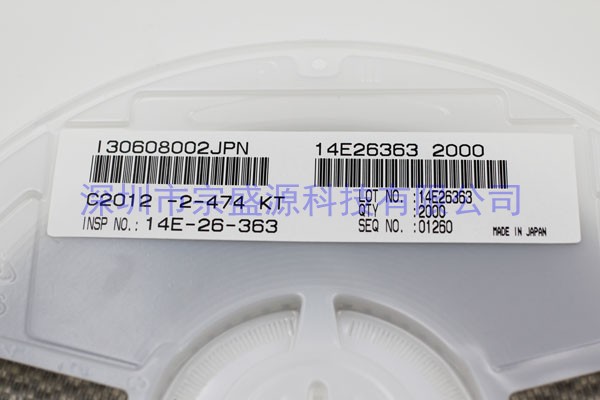 I30608002JPN
14E26363 2000
C2012 -2-474 KT
LOT NO. :14E26363
QTY :2000
INSP NO.: 14E-26-363
SEQ NO. :01260
MADE IN JAPAN
深圳市宗盛源科技有限公司